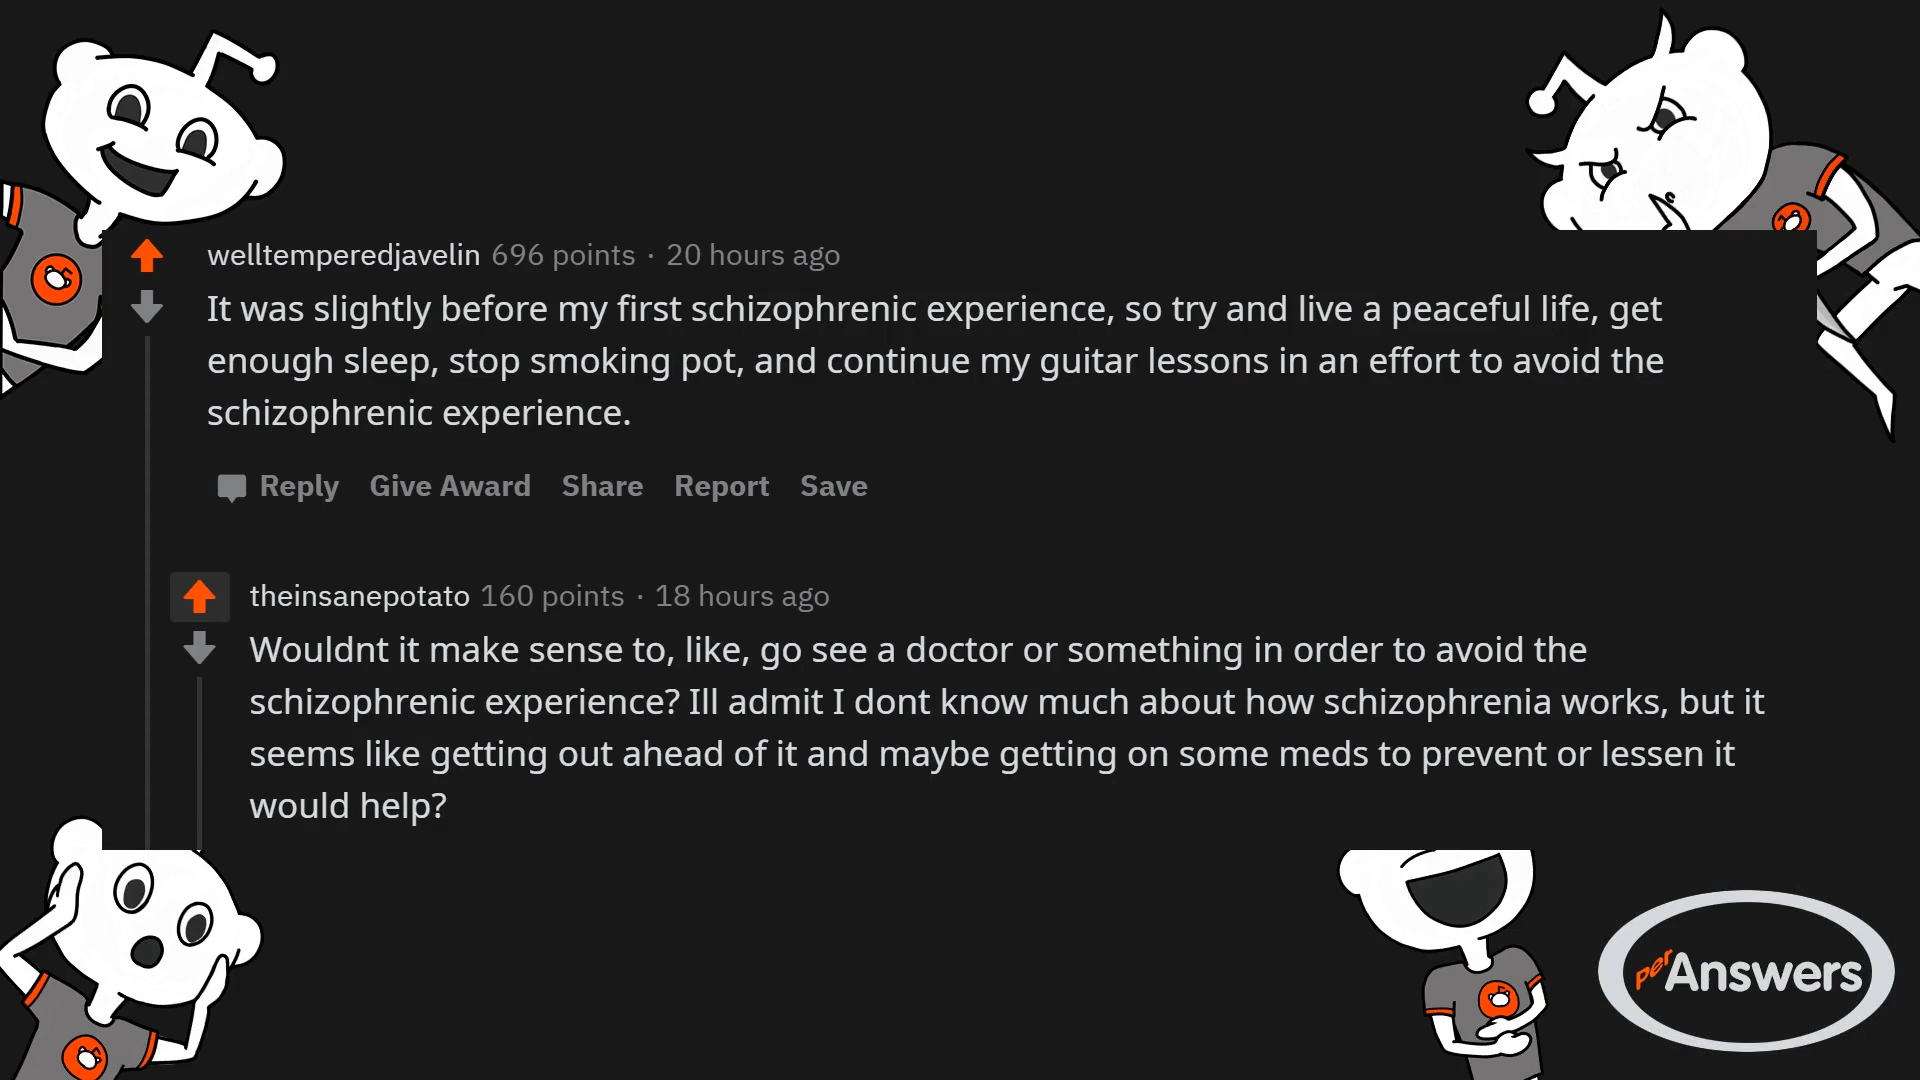 welltemperedjavelin 696 points · 20 hours ago
It was slightly before my first schizophrenic experience, so try and live a peaceful life, get
enough sleep, stop smoking pot, and continue my guitar lessons in an effort to avoid the
schizophrenic experience.
Reply Give Award Share Report Save
theinsanepotato 160 points · 18 hours ago
Wouldnt it make sense to, like, go see a doctor or something in order to avoid the
schizophrenic experience? Ill admit I dont know much about how schizophrenia works, but it
seems like getting out ahead of it and maybe getting on some meds to prevent or lessen it
would help?
perAnswers